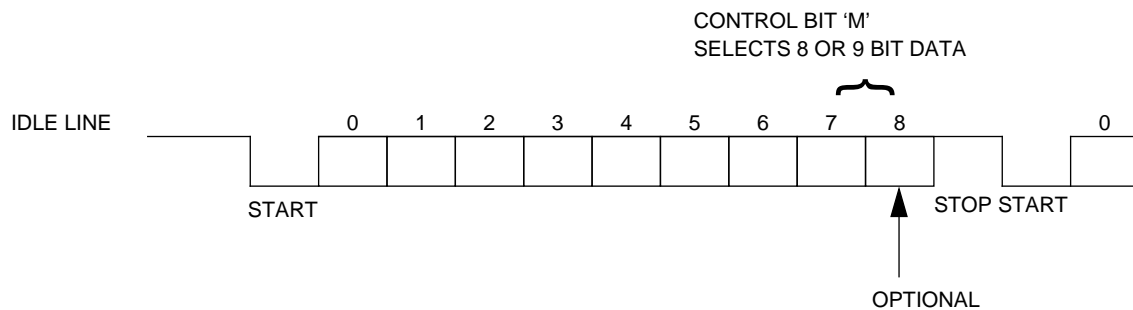 CONTROL BIT ‘M’
SELECTS 8 OR 9 BIT DATA
IDLE LINE 0 1 2 3 4 5 6 7 8 0
START STOP START
OPTIONAL